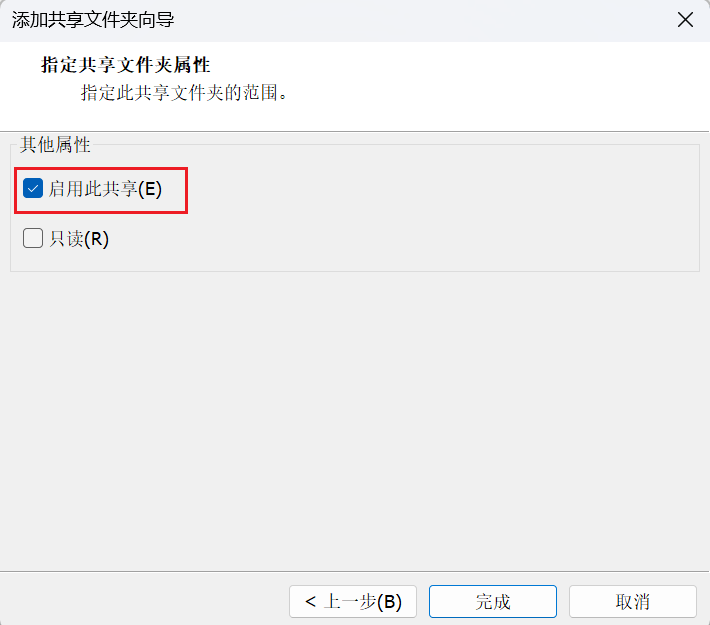 添加共享文件夹向导
指定共享文件夹属性
指定此共享文件夹的范围。
其他属性
启用此共享(E)
只读(R)
< 上一步(B)
完成
取消